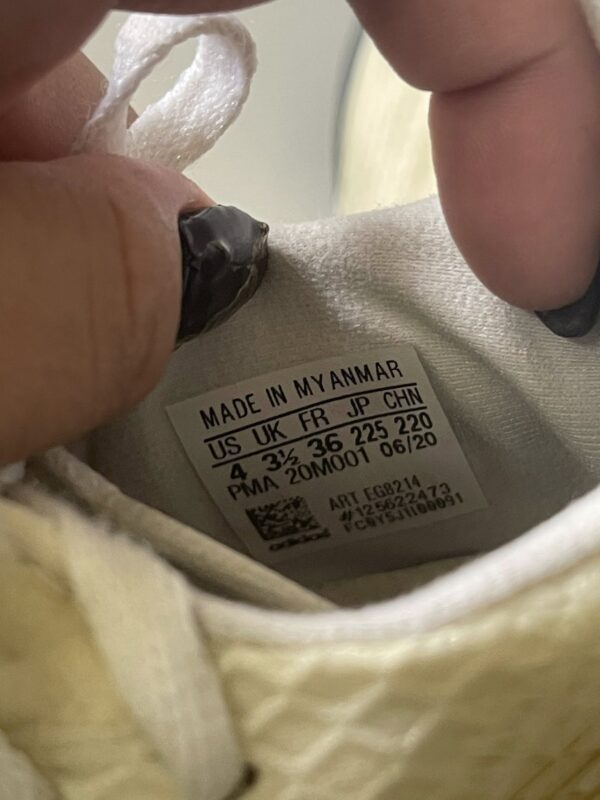 MADE IN MYANMAR
US UK FR JP CHN
4 3½ 36 225 220
PMA 20M001 06/20
ART EG8214
#125622473
adidas